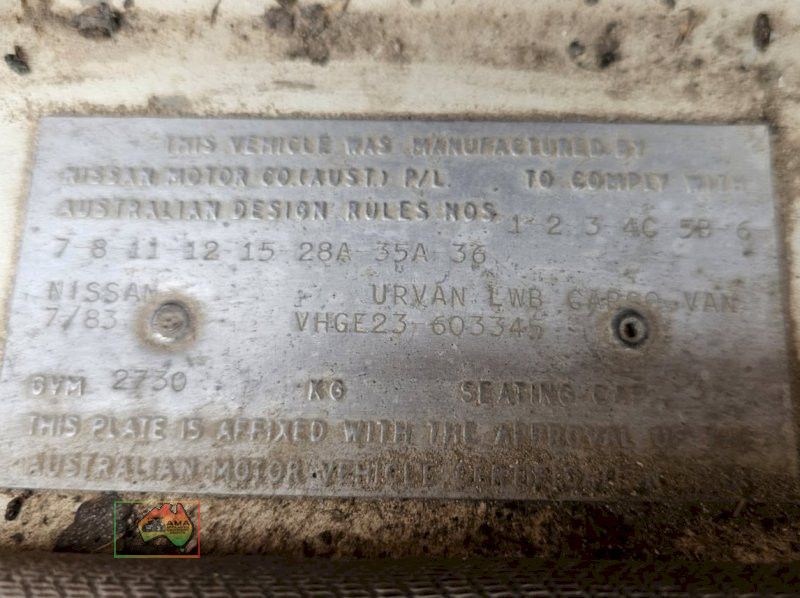 THIS VEHICLE WAS MANUFACTURED BY
NISSAN MOTOR CO.(AUST.) P/L. TO COMPLY WITH
AUSTRALIAN DESIGN RULES NOS. 1 2 3 4C 5B 6
7 8 11 12 15 28A 35A 36
NISSAN URVAN LWB CARGO VAN
7/83 VHGE23-603345
GVM 2730 KG SEATING CAP.
THIS PLATE IS AFFIXED WITH THE APPROVAL OF THE
AUSTRALIAN MOTOR VEHICLE
AMA